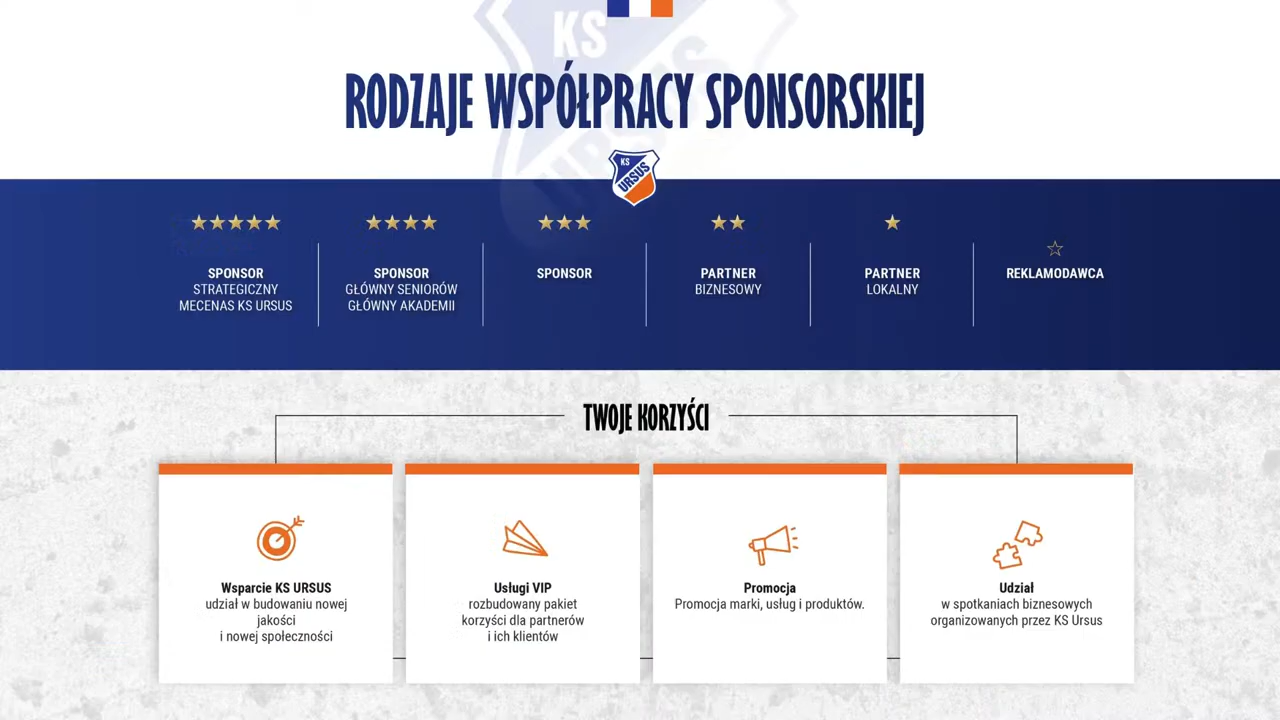 KS
URSUS
RODZAJE WSPÓŁPRACY SPONSORSKIEJ
KS
URSUS
SPONSOR
STRATEGICZNY
MECENAS KS URSUS
SPONSOR
GŁÓWNY SENIORÓW
GŁÓWNY AKADEMII
SPONSOR
PARTNER
BIZNESOWY
PARTNER
LOKALNY
REKLAMODAWCA
TWOJE KORZYŚCI
Wsparcie KS URSUS
udział w budowaniu nowej
jakości
i nowej społeczności
Usługi VIP
rozbudowany pakiet
korzyści dla partnerów
i ich klientów
Promocja
Promocja marki, usług i produktów.
Udział
w spotkaniach biznesowych
organizowanych przez KS Ursus